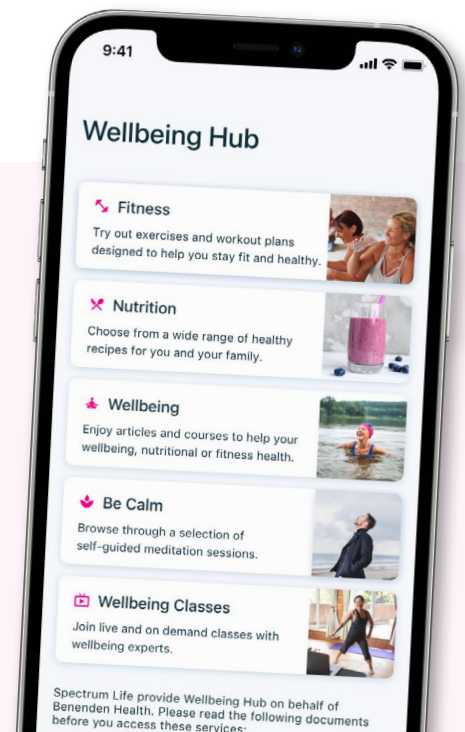 9:41
Wellbeing Hub
Fitness
Try out exercises and workout plans
designed to help you stay fit and healthy.
Nutrition
Choose from a wide range of healthy
recipes for you and your family.
Wellbeing
Enjoy articles and courses to help your
wellbeing, nutritional or fitness health.
Be Calm
Browse through a selection of
self-guided meditation sessions.
Wellbeing Classes
Join live and on demand classes with
wellbeing experts.
Spectrum Life provide Wellbeing Hub on behalf of
Benenden Health. Please read the following documents
before you access these services: